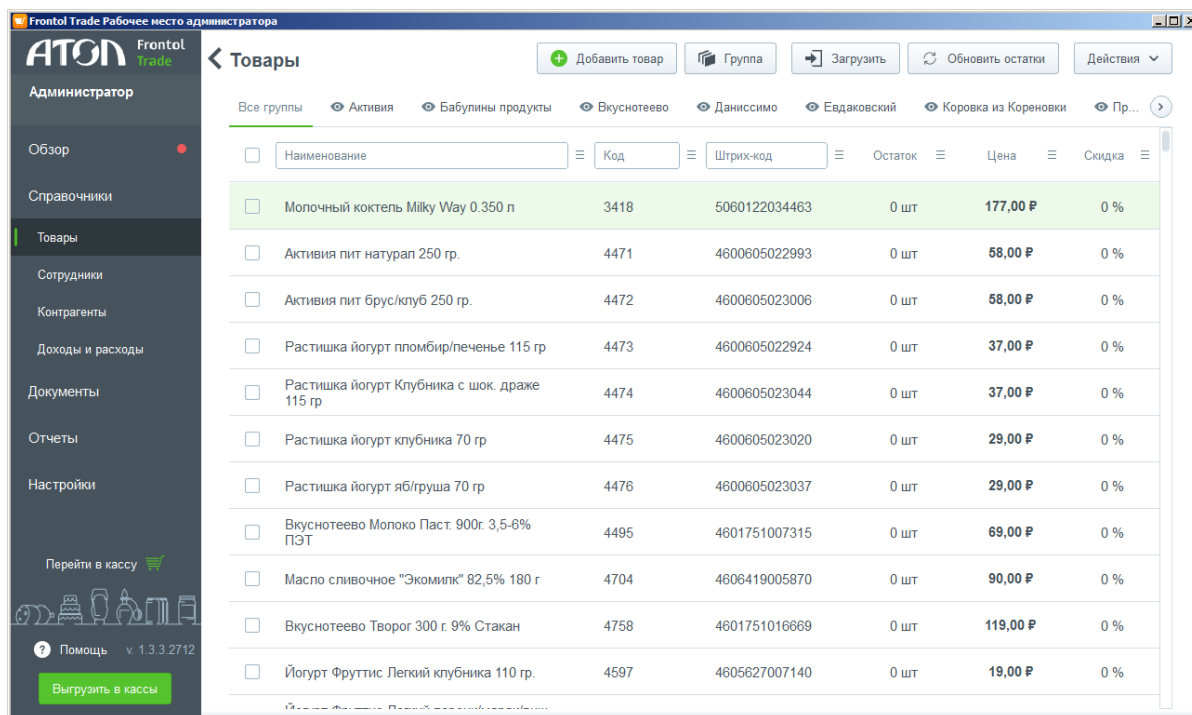 Frontol Trade Рабочее место администратора
АТОЛ Frontol Trade
Администратор
Обзор
Справочники
Товары
Сотрудники
Контрагенты
Доходы и расходы
Документы
Отчеты
Настройки
Перейти в кассу
? Помощь v. 1.3.3.2712
Выгрузить в кассы
Товары
Добавить товар Группа Загрузить Обновить остатки Действия
Все группы Активия Бабулины продукты Вкуснотеево Даниссимо Евдаковский Коровка из Кореновки Пр...
Наименование Код Штрих-код Остаток Цена Скидка
Молочный коктель Milky Way 0.350 л 3418 5060122034463 0 шт 177,00 ₽ 0 %
Активия пит натурал 250 гр. 4471 4600605022993 0 шт 58,00 ₽ 0 %
Активия пит брус/клуб 250 гр. 4472 4600605023006 0 шт 58,00 ₽ 0 %
Растишка йогурт пломбир/печенье 115 гр 4473 4600605022924 0 шт 37,00 ₽ 0 %
Растишка йогурт Клубника с шок. драже
115 гр 4474 4600605023044 0 шт 37,00 ₽ 0 %
Растишка йогурт клубника 70 гр 4475 4600605023020 0 шт 29,00 ₽ 0 %
Растишка йогурт яб/груша 70 гр 4476 4600605023037 0 шт 29,00 ₽ 0 %
Вкуснотеево Молоко Паст. 900г. 3,5-6%
ПЭТ 4495 4601751007315 0 шт 69,00 ₽ 0 %
Масло сливочное "Экомилк" 82,5% 180 г 4704 4606419005870 0 шт 90,00 ₽ 0 %
Вкуснотеево Творог 300 г. 9% Стакан 4758 4601751016669 0 шт 119,00 ₽ 0 %
Йогурт Фруттис Легкий клубника 110 гр. 4597 4605627007140 0 шт 19,00 ₽ 0 %